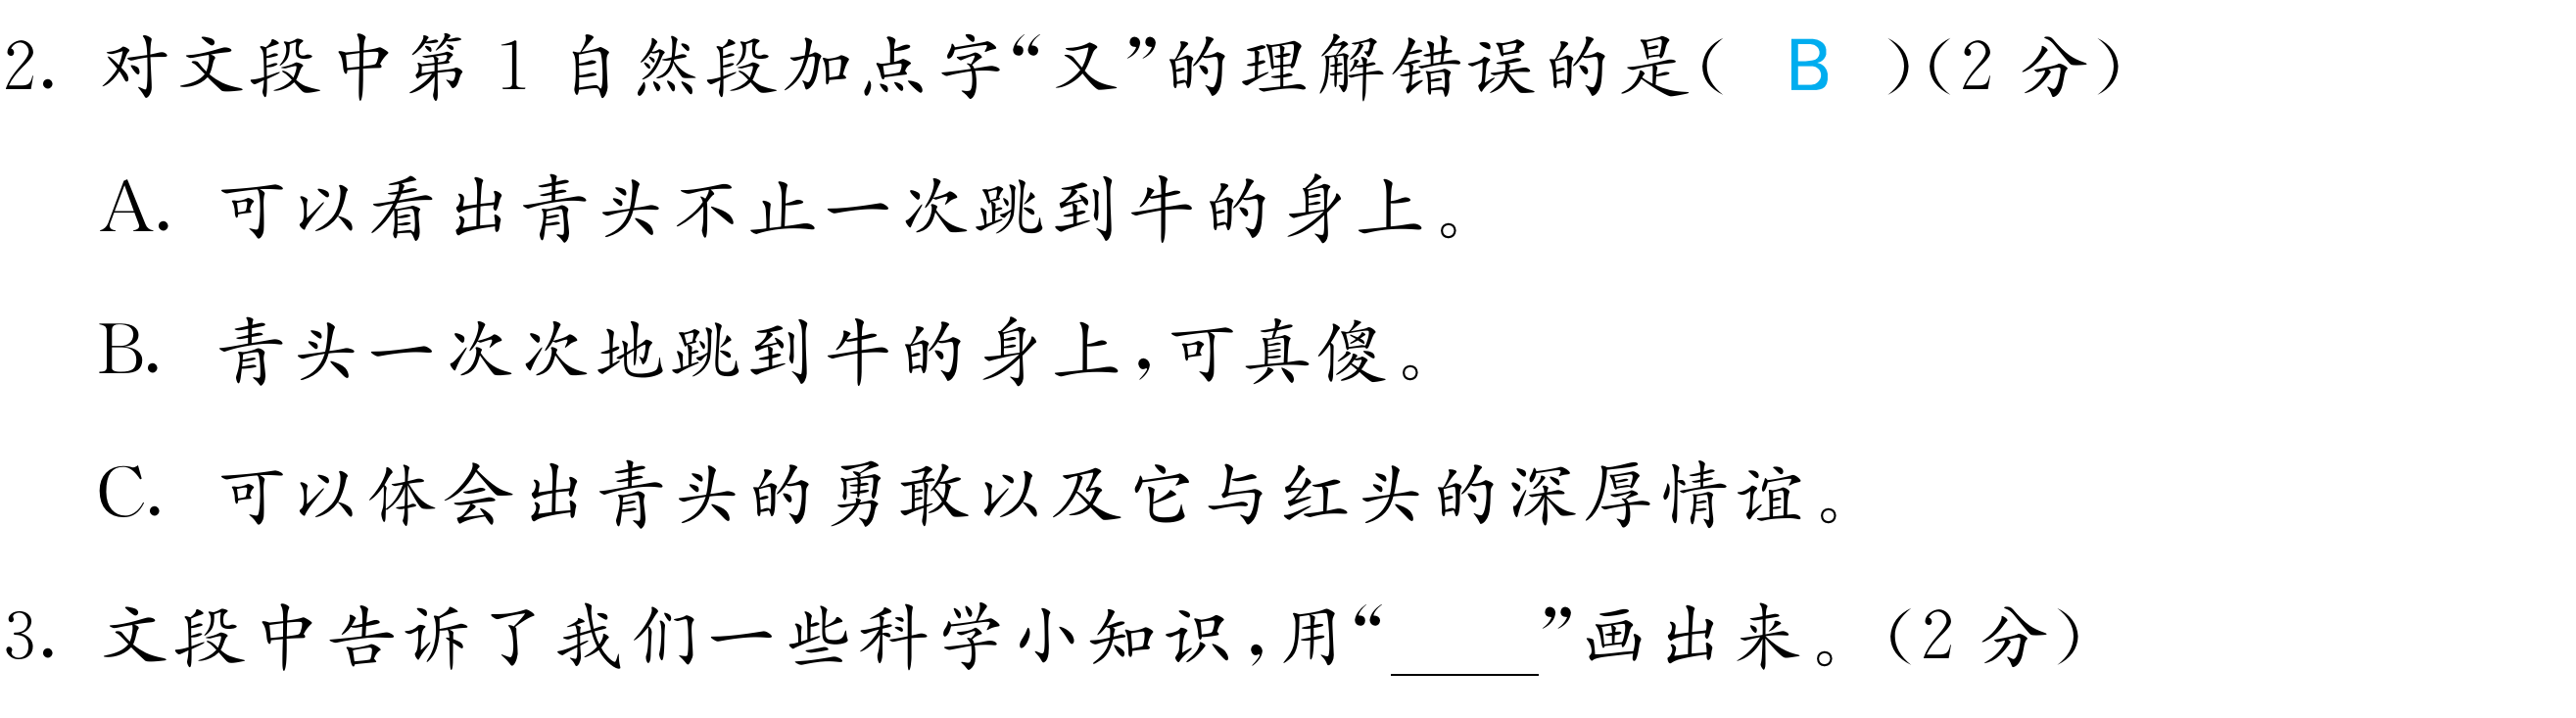 2. 对文段中第 1 自然段加点字“又”的理解错误的是( B )(2 分)
A. 可以看出青头不止一次跳到牛的身上。
B. 青头一次次地跳到牛的身上,可真傻。
C. 可以体会出青头的勇敢以及它与红头的深厚情谊。
3. 文段中告诉了我们一些科学小知识,用“____”画出来。(2 分)